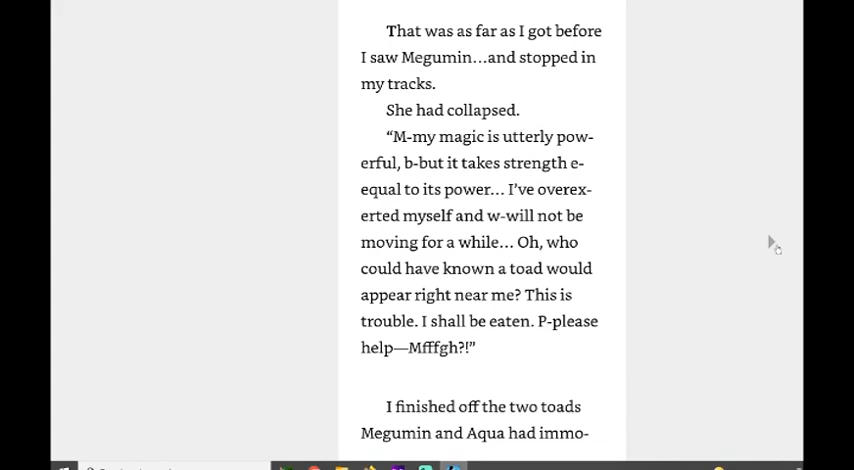 That was as far as I got before
I saw Megumin…and stopped in
my tracks.
She had collapsed.
“M-my magic is utterly pow-
erful, b-but it takes strength e-
equal to its power… I’ve overex-
erted myself and w-will not be
moving for a while… Oh, who
could have known a toad would
appear right near me? This is
trouble. I shall be eaten. P-please
help—Mfffgh?!”
I finished off the two toads
Megumin and Aqua had immo-